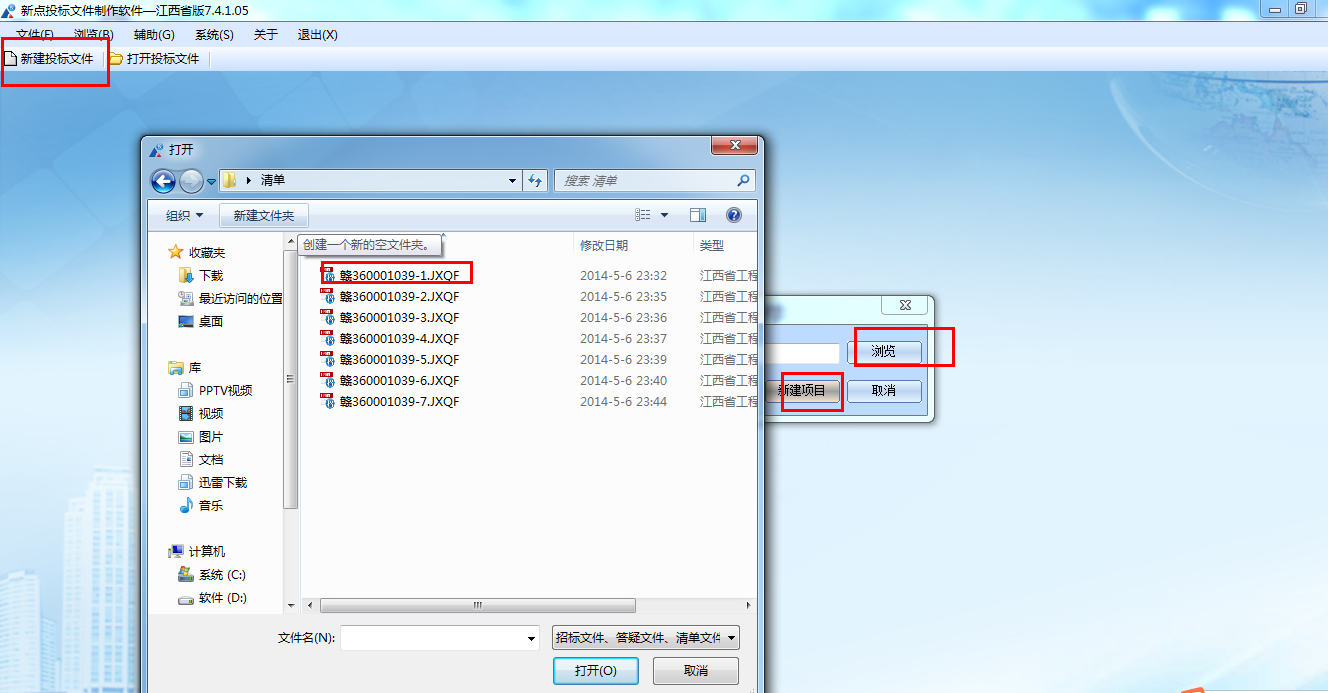 新点投标文件制作软件—江西省版7.4.1.05
文件(F) 浏览(B) 辅助(G) 系统(S) 关于 退出(X)
新建投标文件 打开投标文件
打开
清单
搜索 清单
组织 新建文件夹
创建一个新的空文件夹。
修改日期 类型
收藏夹
下载
最近访问的位置
桌面
库
PPTV视频
视频
图片
文档
迅雷下载
音乐
计算机
系统 (C:)
软件 (D:)
赣360001039-1.JXQF 2014-5-6 23:32 江西省工程
赣360001039-2.JXQF 2014-5-6 23:35 江西省工程
赣360001039-3.JXQF 2014-5-6 23:36 江西省工程
赣360001039-4.JXQF 2014-5-6 23:37 江西省工程
赣360001039-5.JXQF 2014-5-6 23:39 江西省工程
赣360001039-6.JXQF 2014-5-6 23:40 江西省工程
赣360001039-7.JXQF 2014-5-6 23:44 江西省工程
文件名(N):
招标文件、答疑文件、清单文件
打开(O) 取消
浏览
新建项目 取消